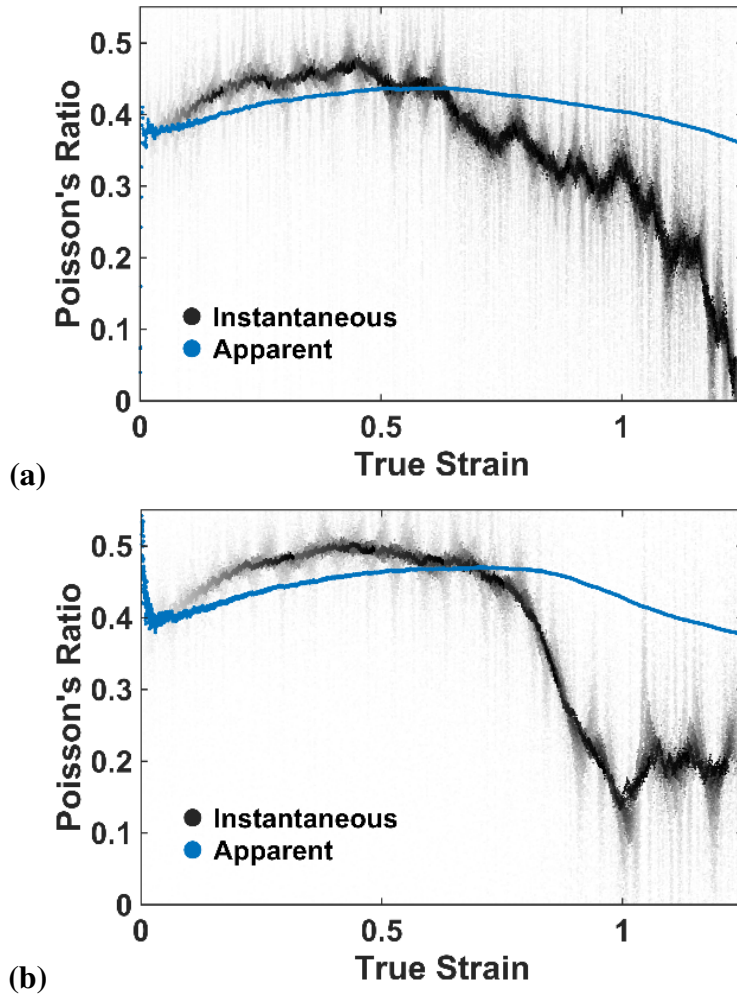 0.5
0.4
0.3
0.2
0.1
0
Poisson's Ratio
Instantaneous
Apparent
0 0.5 1
True Strain
(a)
0.5
0.4
0.3
0.2
0.1
0
Poisson's Ratio
Instantaneous
Apparent
0 0.5 1
True Strain
(b)